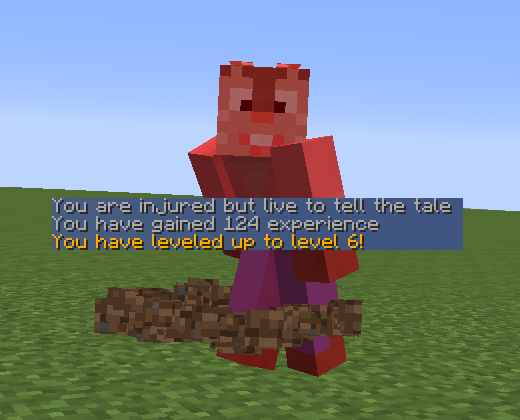 You are injured but live to tell the tale
You have gained 124 experience
You have leveled up to level 6!